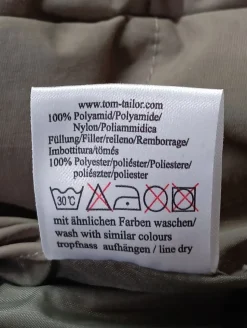 www.tom-tailor.com
100% Polyamid/Polyamide/
Nylon/Poliammidica
Füllung/Filler/relleno/Remborrage/
Imbottitura/tömés
100% Polyester/poliéster/Poliestere/
poliészter/poliester
30°C
mit ähnlichen Farben waschen/
wash with similar colours
tropfnass aufhängen / line dry